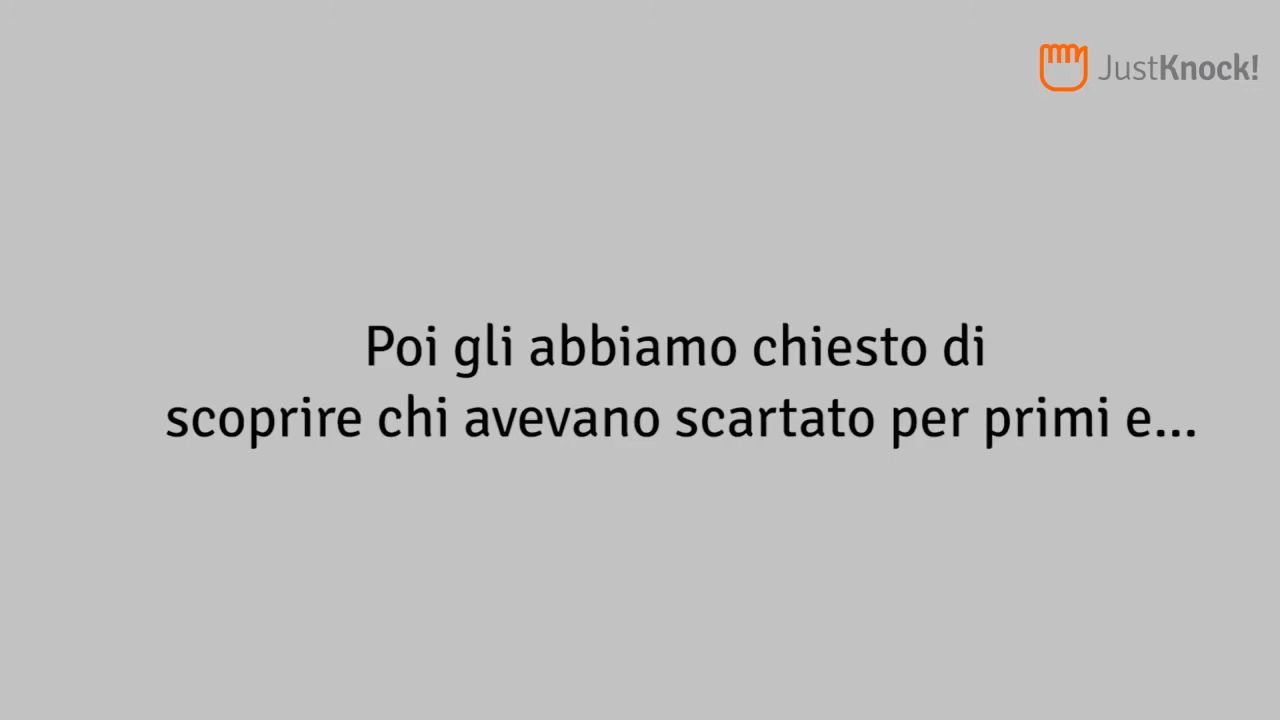 JustKnock!
Poi gli abbiamo chiesto di
scoprire chi avevano scartato per primi e...